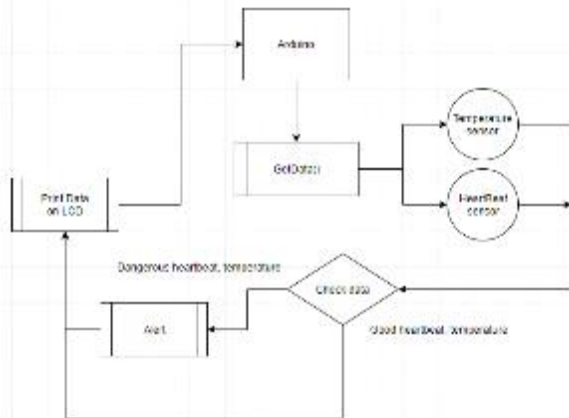 Arduino
Temperature
sensor
GetData()
Print Data
on LCD
HeartBeat
sensor
Dangerous heartbeat, temperature
Check data
Alert
Good heartbeat, temperature